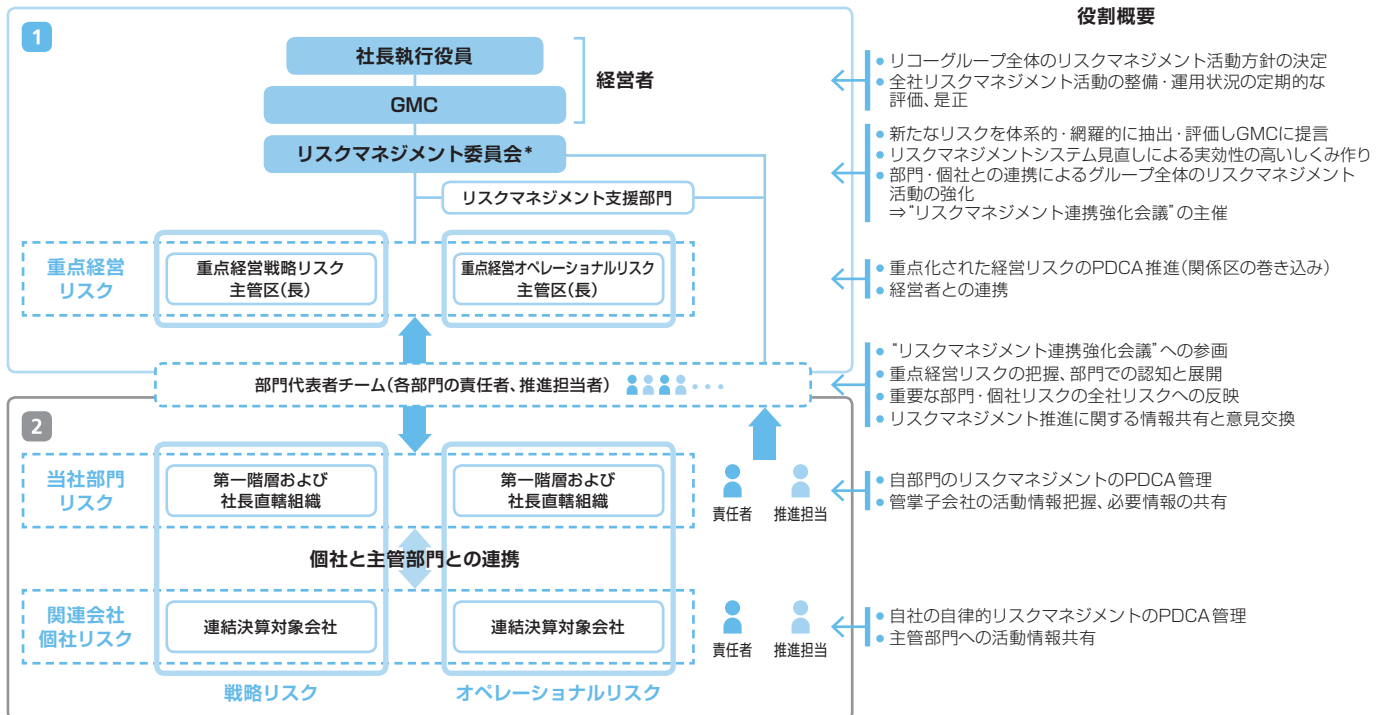 役割概要
1
社長執行役員
GMC
経営者
リスクマネジメント委員会*
リスクマネジメント支援部門
重点経営
リスク
重点経営戦略リスク
主管区(長)
重点経営オペレーショナルリスク
主管区(長)
部門代表者チーム(各部門の責任者、推進担当者)
2
当社部門
リスク
第一階層および
社長直轄組織
第一階層および
社長直轄組織
責任者
推進担当
個社と主管部門との連携
関連会社
個社リスク
連結決算対象会社
連結決算対象会社
責任者
推進担当
戦略リスク
オペレーショナルリスク
● リコーグループ全体のリスクマネジメント活動方針の決定
● 全社リスクマネジメント活動の整備・運用状況の定期的な
評価、是正
● 新たなリスクを体系的・網羅的に抽出・評価しGMCに提言
● リスクマネジメントシステム見直しによる実効性の高いしくみ作り
● 部門・個社との連携によるグループ全体のリスクマネジメント
活動の強化
⇒“リスクマネジメント連携強化会議”の主催
● 重点化された経営リスクのPDCA推進(関係区の巻き込み)
● 経営者との連携
● “リスクマネジメント連携強化会議”への参画
● 重点経営リスクの把握、部門での認知と展開
● 重要な部門・個社リスクの全社リスクへの反映
● リスクマネジメント推進に関する情報共有と意見交換
● 自部門のリスクマネジメントのPDCA管理
● 管掌子会社の活動情報把握、必要情報の共有
● 自社の自律的リスクマネジメントのPDCA管理
● 主管部門への活動情報共有